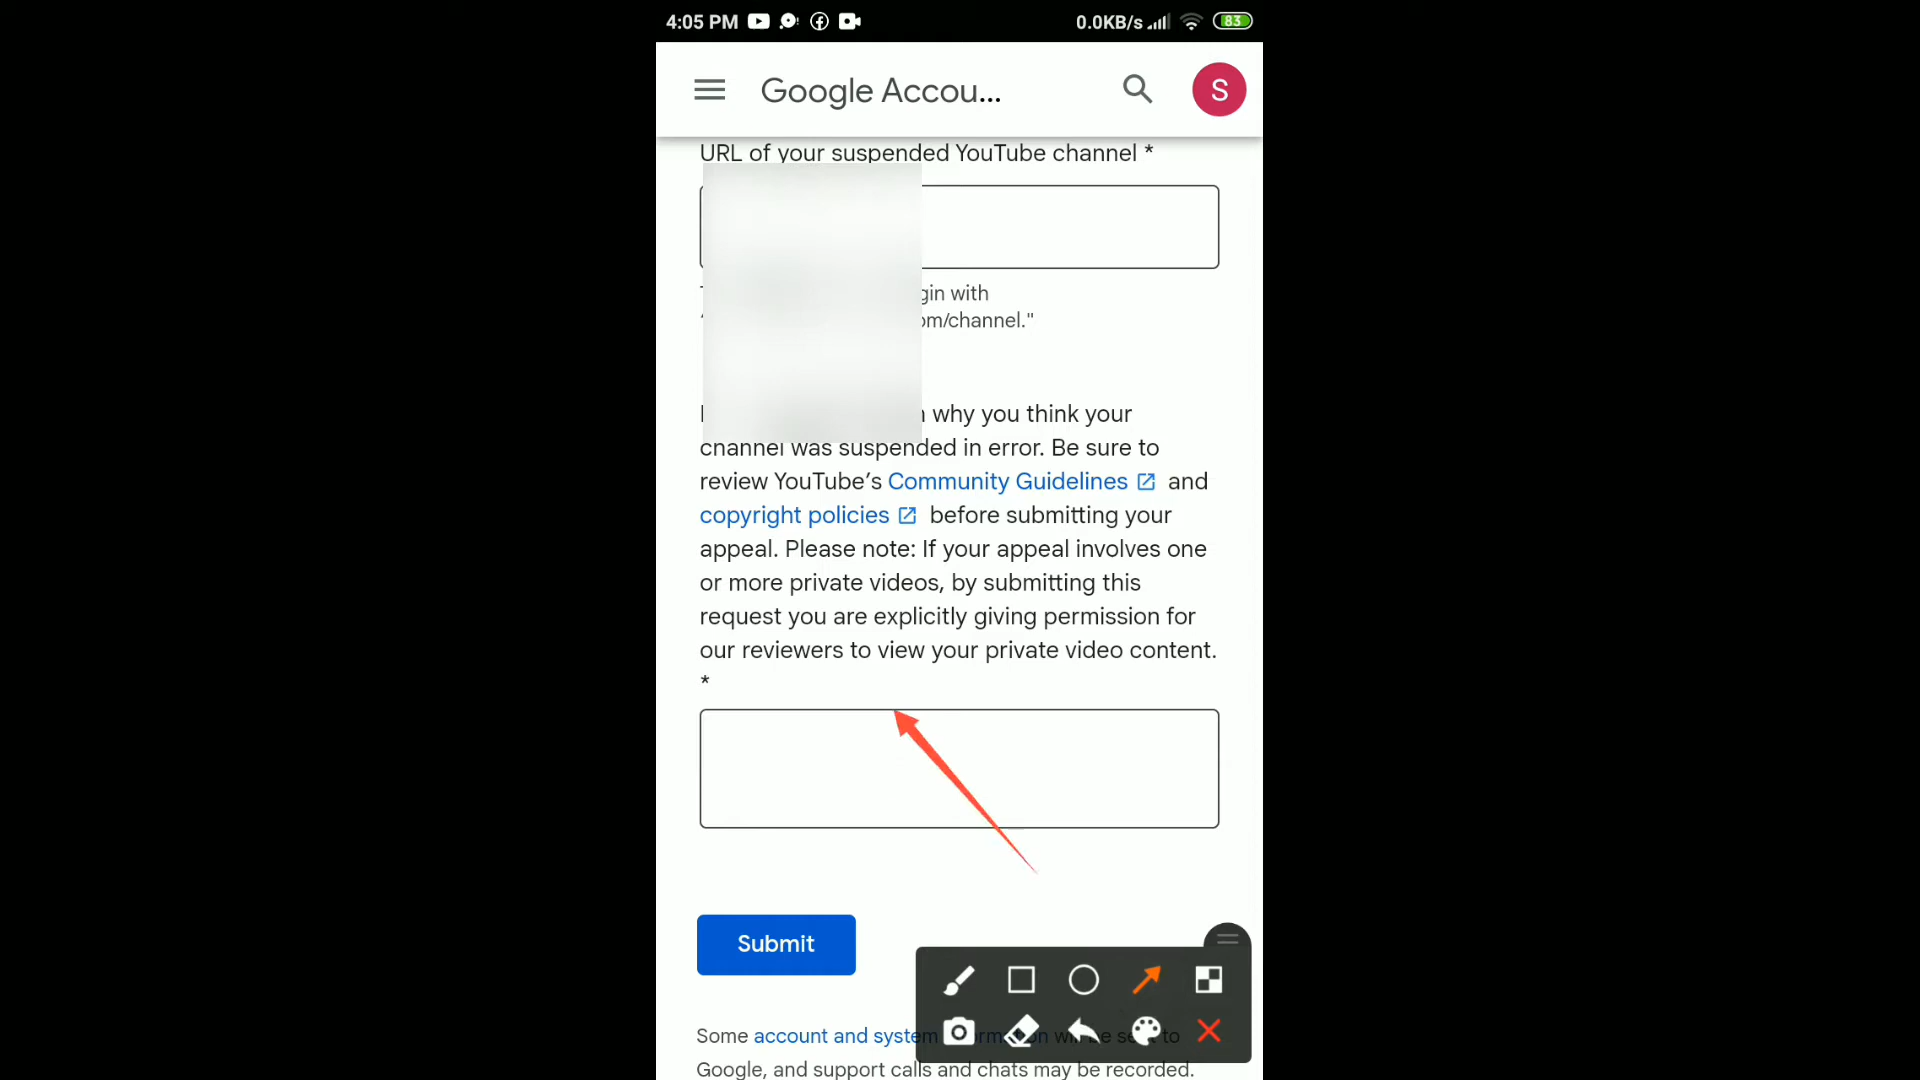 4:05 PM
0.0KB/s
83
Google Accou...
S
URL of your suspended YouTube channel *
with
channel."
why you think your
channel was suspended in error. Be sure to
review YouTube’s Community Guidelines and
copyright policies before submitting your
appeal. Please note: If your appeal involves one
or more private videos, by submitting this
request you are explicitly giving permission for
our reviewers to view your private video content.
*
Submit
Some account and system to
Google, and support calls and chats may be recorded.